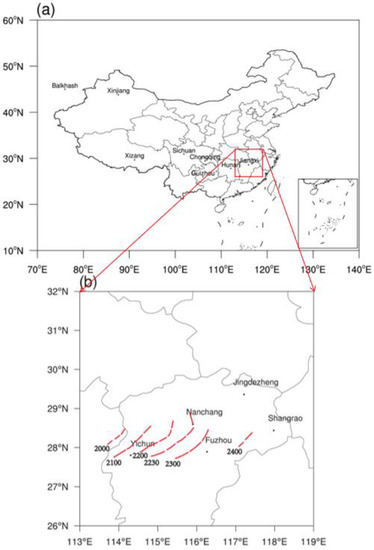 (a)
60°N
50°N
40°N
30°N
20°N
10°N
Balkhash
Xinjiang
Xizang
Sichuan
Chongqing
Guizhou
Hunan
Jiangxi
70°E 80°E 90°E 100°E 110°E 120°E 130°E 140°E
(b)
32°N
31°N
30°N
29°N
28°N
27°N
26°N
Jingdezheng
Nanchang
Shangrao
Yichun
Fuzhou
2000
2100
2200
2230
2300
2400
113°E 114°E 115°E 116°E 117°E 118°E 119°E